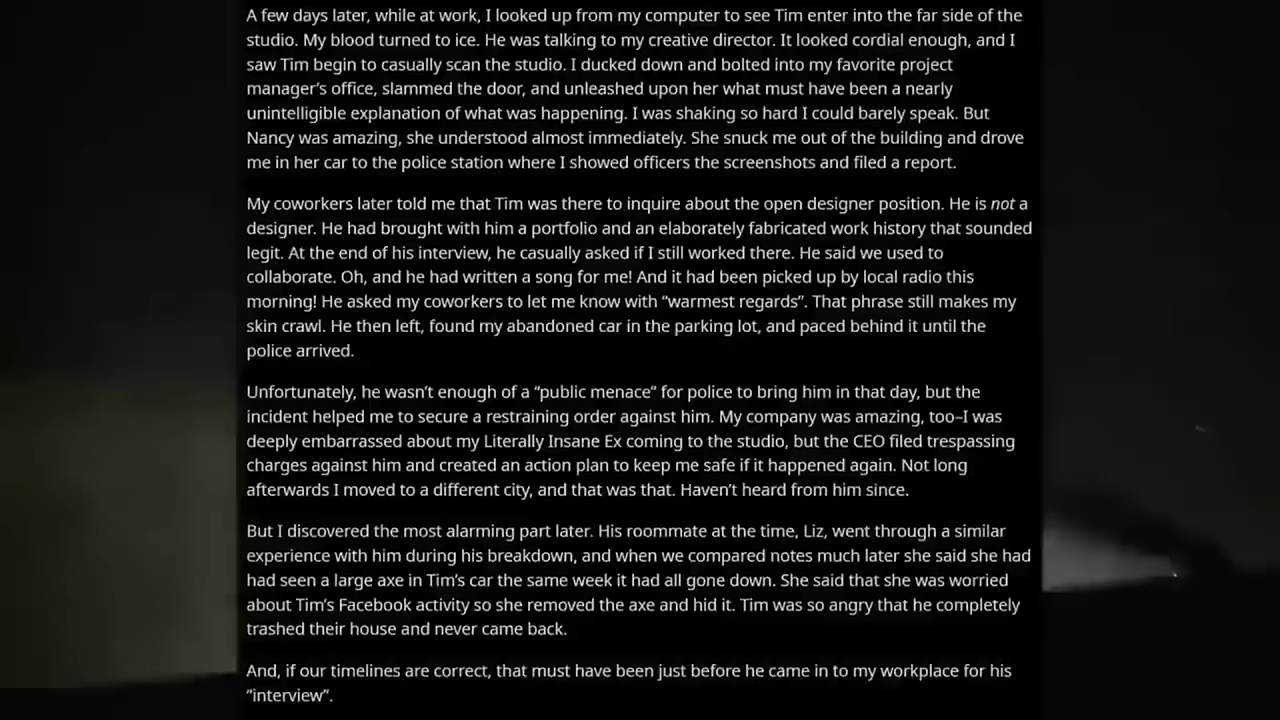 A few days later, while at work, I looked up from my computer to see Tim enter into the far side of the
studio. My blood turned to ice. He was talking to my creative director. It looked cordial enough, and I
saw Tim begin to casually scan the studio. I ducked down and bolted into my favorite project
manager's office, slammed the door, and unleashed upon her what must have been a nearly
unintelligible explanation of what was happening. I was shaking so hard I could barely speak. But
Nancy was amazing, she understood almost immediately. She snuck me out of the building and drove
me in her car to the police station where I showed officers the screenshots and filed a report.
My coworkers later told me that Tim was there to inquire about the open designer position. He is not a
designer. He had brought with him a portfolio and an elaborately fabricated work history that sounded
legit. At the end of his interview, he casually asked if I still worked there. He said we used to
collaborate. Oh, and he had written a song for me! And it had been picked up by local radio this
morning! He asked my coworkers to let me know with “warmest regards”. That phrase still makes my
skin crawl. He then left, found my abandoned car in the parking lot, and paced behind it until the
police arrived.
Unfortunately, he wasn't enough of a “public menace” for police to bring him in that day, but the
incident helped me to secure a restraining order against him. My company was amazing, too–I was
deeply embarrassed about my Literally Insane Ex coming to the studio, but the CEO filed trespassing
charges against him and created an action plan to keep me safe if it happened again. Not long
afterwards I moved to a different city, and that was that. Haven't heard from him since.
But I discovered the most alarming part later. His roommate at the time, Liz, went through a similar
experience with him during his breakdown, and when we compared notes much later she said she had
had seen a large axe in Tim's car the same week it had all gone down. She said that she was worried
about Tim's Facebook activity so she removed the axe and hid it. Tim was so angry that he completely
trashed their house and never came back.
And, if our timelines are correct, that must have been just before he came in to my workplace for his
“interview”.